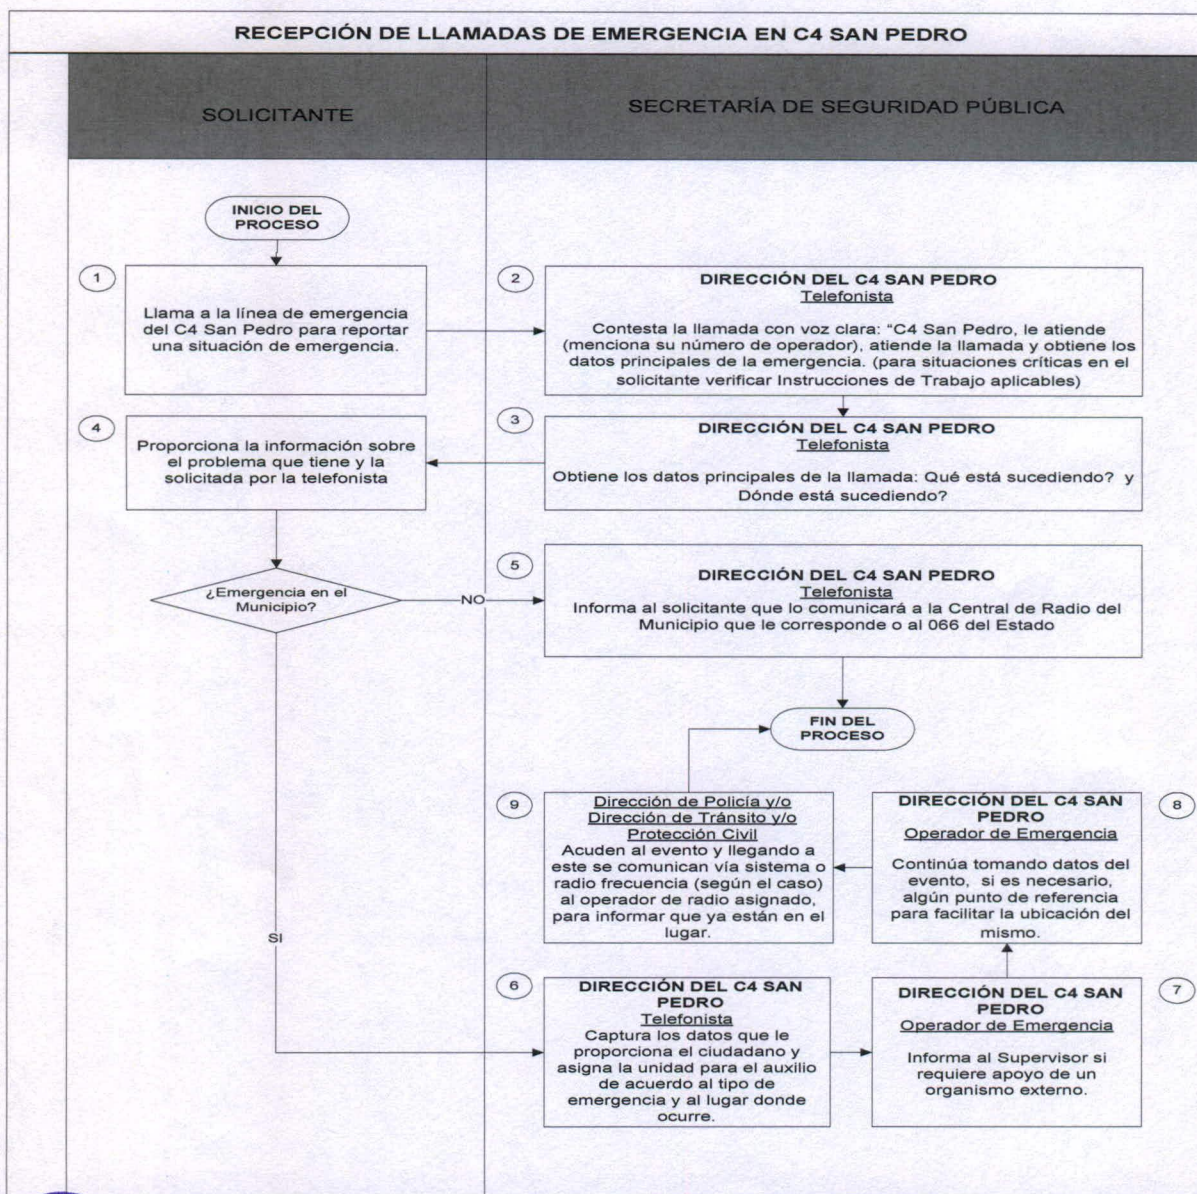 RECEPCIÓN DE LLAMADAS DE EMERGENCIA EN C4 SAN PEDRO
SOLICITANTE
SECRETARÍA DE SEGURIDAD PÚBLICA
INICIO DEL
PROCESO
1
Llama a la línea de emergencia
del C4 San Pedro para reportar
una situación de emergencia.
2
DIRECCIÓN DEL C4 SAN PEDRO
Telefonista
Contesta la llamada con voz clara: “C4 San Pedro, le atiende
(menciona su número de operador), atiende la llamada y obtiene los
datos principales de la emergencia. (para situaciones críticas en el
solicitante verificar Instrucciones de Trabajo aplicables)
3
DIRECCIÓN DEL C4 SAN PEDRO
Telefonista
Obtiene los datos principales de la llamada: Qué está sucediendo? y
Dónde está sucediendo?
4
Proporciona la información sobre
el problema que tiene y la
solicitada por la telefonista
¿Emergencia en el
Municipio?
NO
5
DIRECCIÓN DEL C4 SAN PEDRO
Telefonista
Informa al solicitante que lo comunicará a la Central de Radio del
Municipio que le corresponde o al 066 del Estado
FIN DEL
PROCESO
9
Dirección de Policía y/o
Dirección de Tránsito y/o
Protección Civil
Acuden al evento y llegando a
este se comunican vía sistema o
radio frecuencia (según el caso)
al operador de radio asignado,
para informar que ya están en el
lugar.
8
DIRECCIÓN DEL C4 SAN
PEDRO
Operador de Emergencia
Continúa tomando datos del
evento, si es necesario,
algún punto de referencia
para facilitar la ubicación del
mismo.
SI
6
DIRECCIÓN DEL C4 SAN
PEDRO
Telefonista
Captura los datos que le
proporciona el ciudadano y
asigna la unidad para el auxilio
de acuerdo al tipo de
emergencia y al lugar donde
ocurre.
7
DIRECCIÓN DEL C4 SAN
PEDRO
Operador de Emergencia
Informa al Supervisor si
requiere apoyo de un
organismo externo.